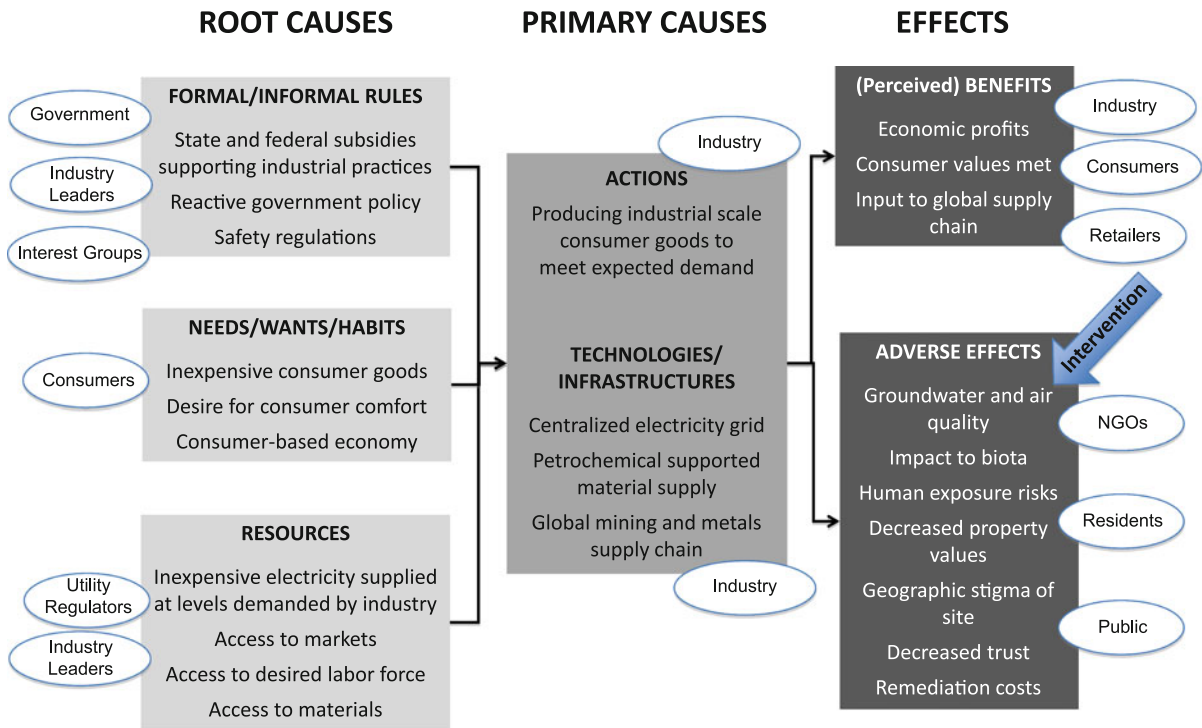 ROOT CAUSES
PRIMARY CAUSES
EFFECTS
Government
Industry
Leaders
Interest Groups
FORMAL/INFORMAL RULES
State and federal subsidies
supporting industrial practices
Reactive government policy
Safety regulations
Consumers
NEEDS/WANTS/HABITS
Inexpensive consumer goods
Desire for consumer comfort
Consumer-based economy
Utility
Regulators
Industry
Leaders
RESOURCES
Inexpensive electricity supplied
at levels demanded by industry
Access to markets
Access to desired labor force
Access to materials
Industry
ACTIONS
Producing industrial scale
consumer goods to
meet expected demand
TECHNOLOGIES/
INFRASTRUCTURES
Centralized electricity grid
Petrochemical supported
material supply
Global mining and metals
supply chain
Industry
(Perceived) BENEFITS
Economic profits
Consumer values met
Input to global supply
chain
Industry
Consumers
Retailers
Intervention
ADVERSE EFFECTS
Groundwater and air
quality
Impact to biota
Human exposure risks
Decreased property
values
Geographic stigma of
site
Decreased trust
Remediation costs
NGOs
Residents
Public